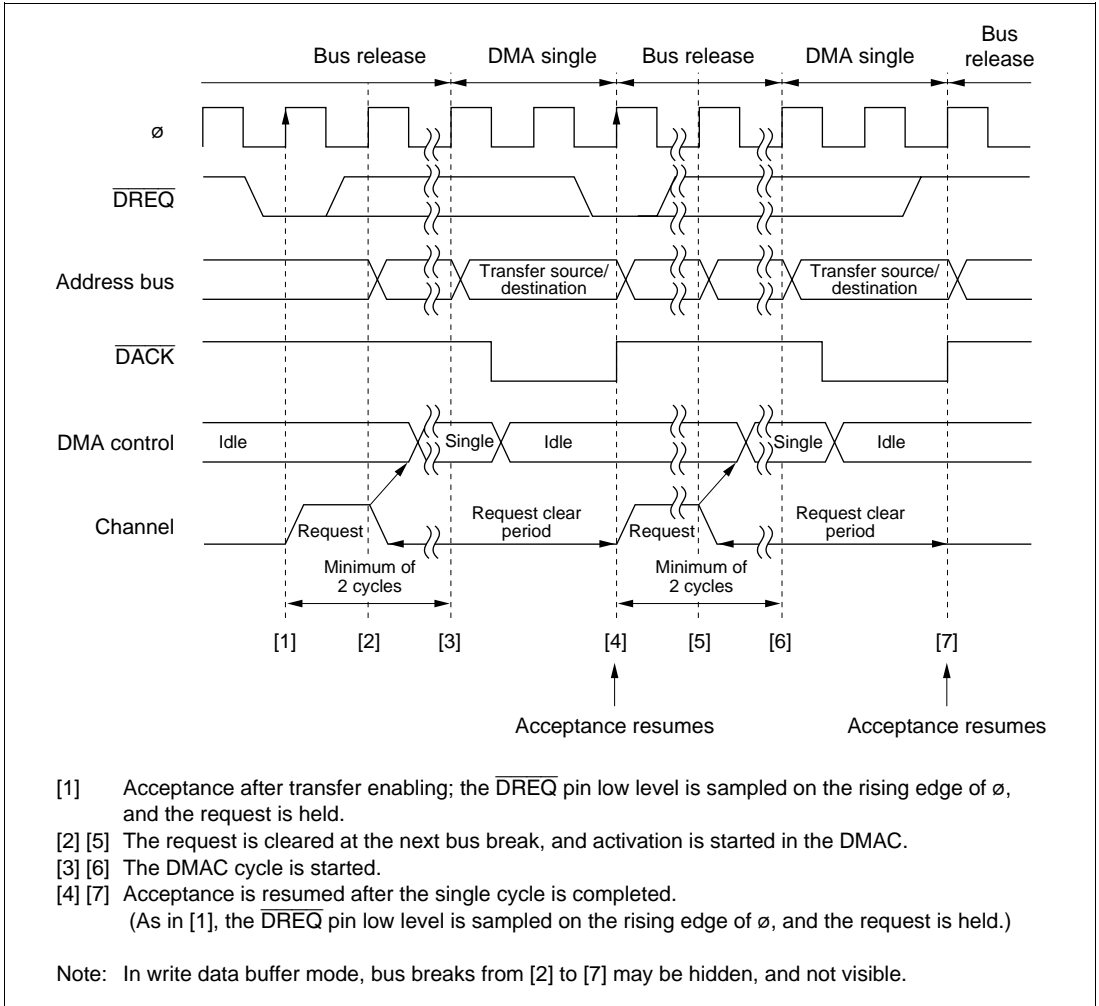 Bus release
DMA single
Bus release
DMA single
Bus
release
ø
DREQ
Address bus
Transfer source/
destination
Transfer source/
destination
DACK
DMA control
Idle
Single
Idle
Single
Idle
Channel
Request
Request clear
period
Request
Request clear
period
Minimum of
2 cycles
Minimum of
2 cycles
[1]
[2]
[3]
[4]
[5]
[6]
[7]
Acceptance resumes
Acceptance resumes
[1] Acceptance after transfer enabling; the DREQ pin low level is sampled on the rising edge of ø,
and the request is held.
[2] [5] The request is cleared at the next bus break, and activation is started in the DMAC.
[3] [6] The DMAC cycle is started.
[4] [7] Acceptance is resumed after the single cycle is completed.
(As in [1], the DREQ pin low level is sampled on the rising edge of ø, and the request is held.)
Note: In write data buffer mode, bus breaks from [2] to [7] may be hidden, and not visible.